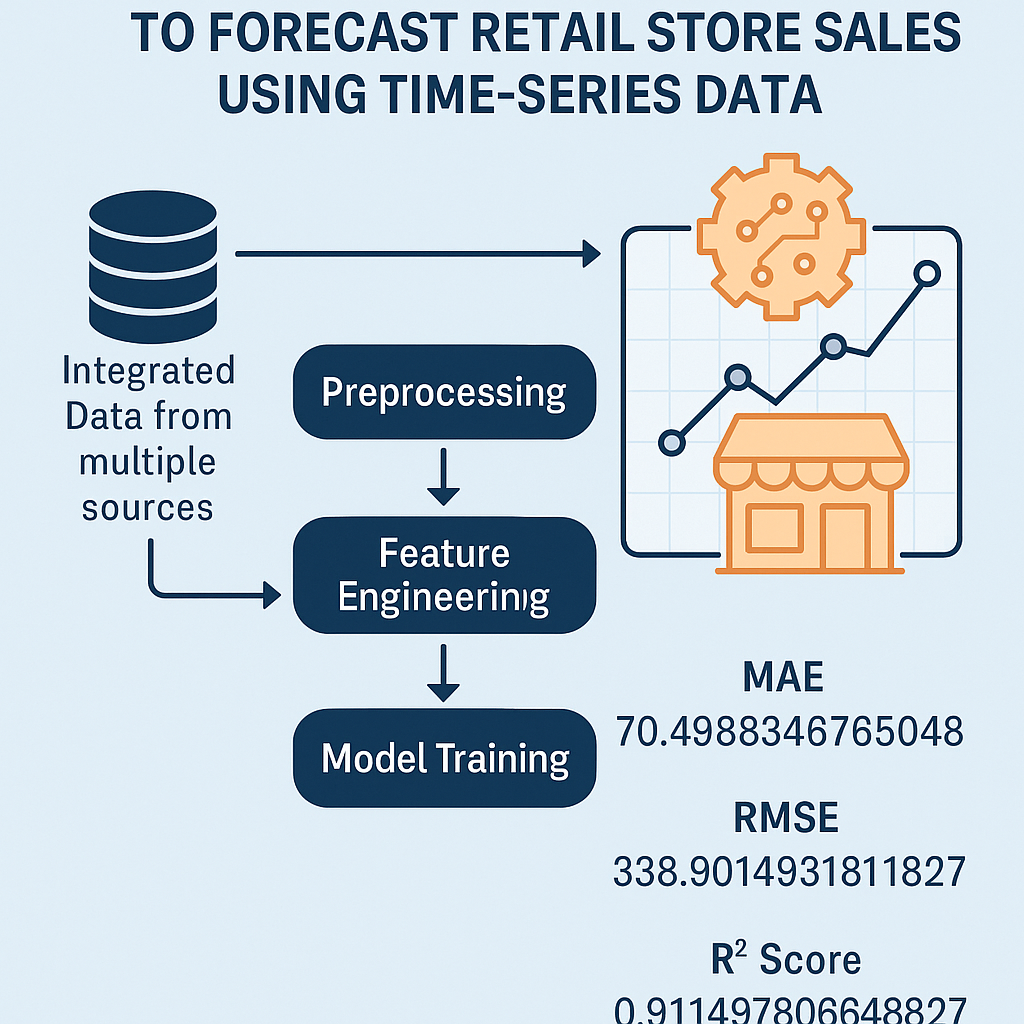 TO FORECAST RETAIL STORE SALES
USING TIME-SERIES DATA
Integrated
Data from
multiple
sources
Preprocessing
Feature
Engineering
Model Training
MAE
70.4988346765048
RMSE
338.9014931811827
R² Score
0.911497806648827